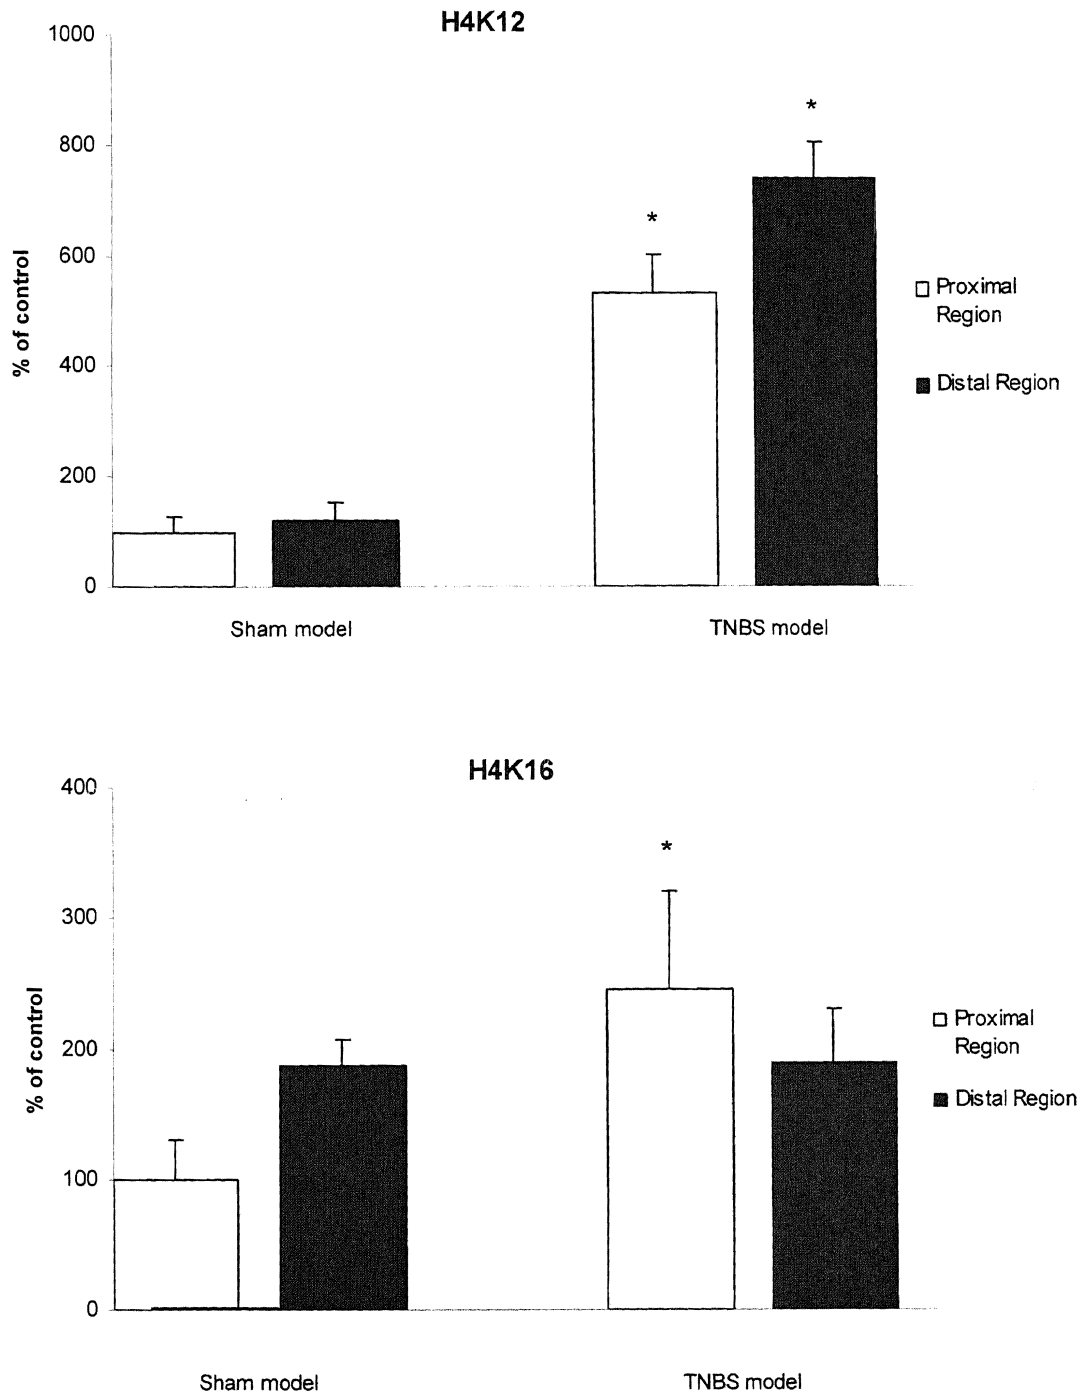 H4K12
1000
800
600
400
200
0
% of control
*
*
Proximal
Region
Distal Region
Sham model
TNBS model
H4K16
400
300
200
100
0
% of control
*
Proximal
Region
Distal Region
Sham model
TNBS model